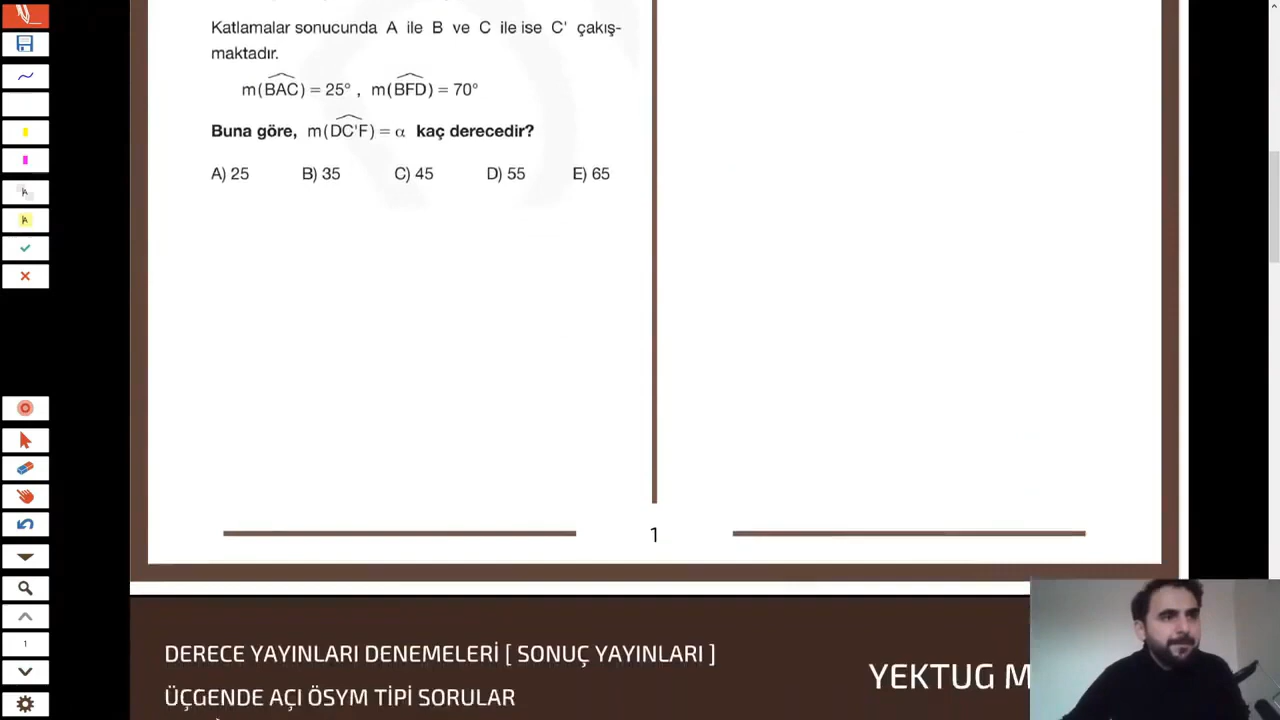 Katlamalar sonucunda A ile B ve C ile ise C' çakış-
maktadır.
m(BAC) = 25° , m(BFD) = 70°
Buna göre, m(DC'F) = α kaç derecedir?
A) 25 B) 35 C) 45 D) 55 E) 65
1
DERECE YAYINLARI DENEMELERİ [ SONUÇ YAYINLARI ]
YEKTUG M
ÜÇGENDE AÇI ÖSYM TİPİ SORULAR
1